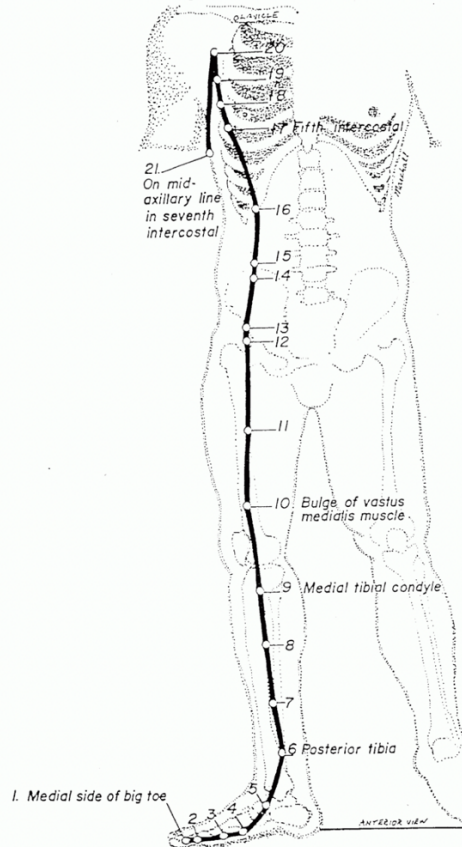 CLAVICLE
20
19
18
17 Fifth intercostal
21.
On mid-
axillary line
in seventh
intercostal
16
15
14
13
12
11
10 Bulge of vastus
medialis muscle
9 Medial tibial condyle
8
7
6 Posterior tibia
1. Medial side of big toe
2
3
4
5
ANTERIOR VIEW